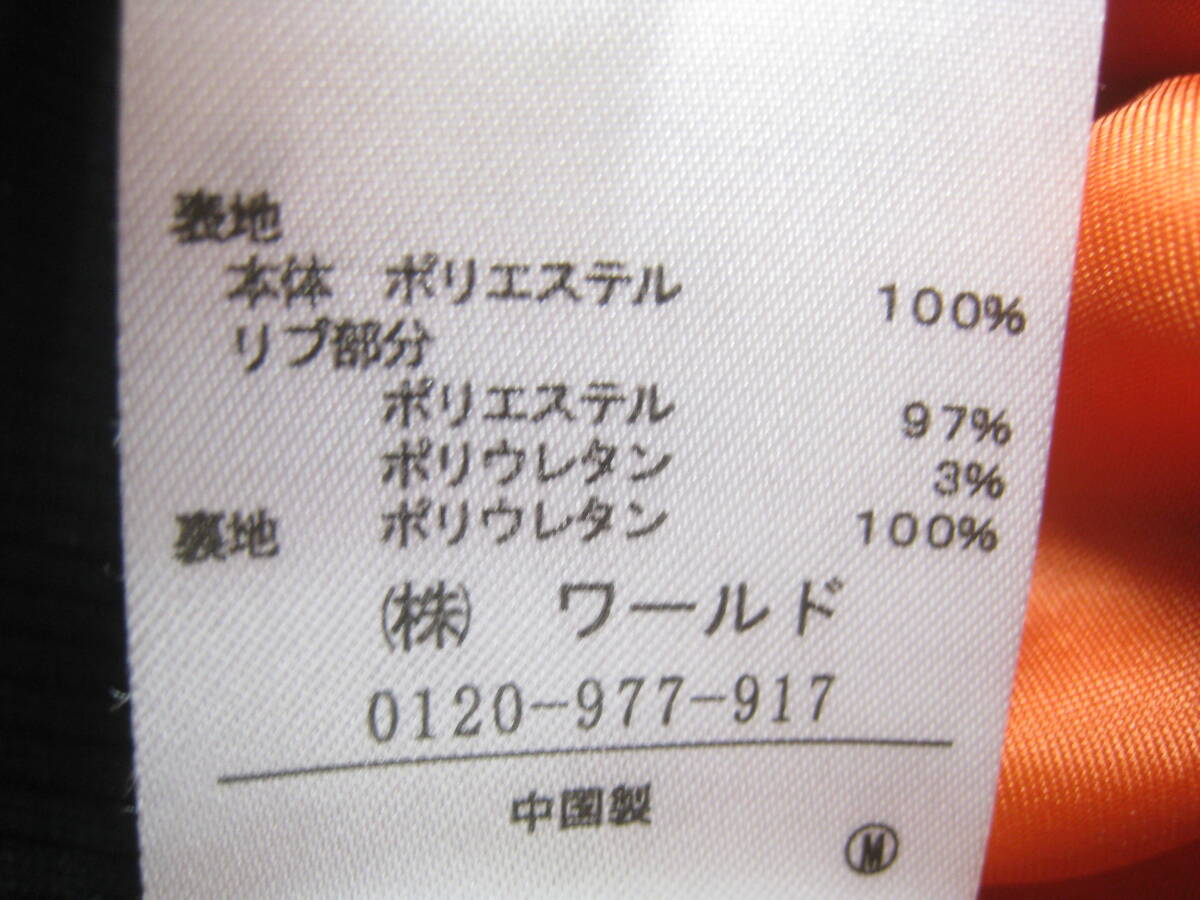 表地
本体 ポリエステル 100%
リブ部分
ポリエステル 97%
ポリウレタン 3%
裏地 ポリウレタン 100%
(株) ワールド
0120-977-917
中国製
M